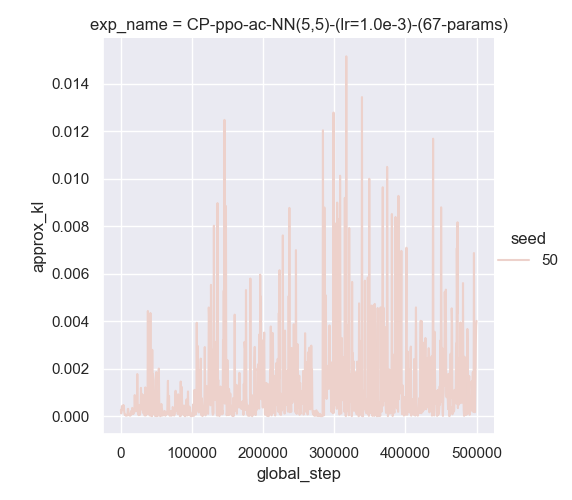 exp_name = CP-ppo-ac-NN(5,5)-(lr=1.0e-3)-(67-params)
0.014
0.012
0.010
0.008
0.006
0.004
0.002
0.000
approx_kl
0 100000 200000 300000 400000 500000
global_step
seed
50